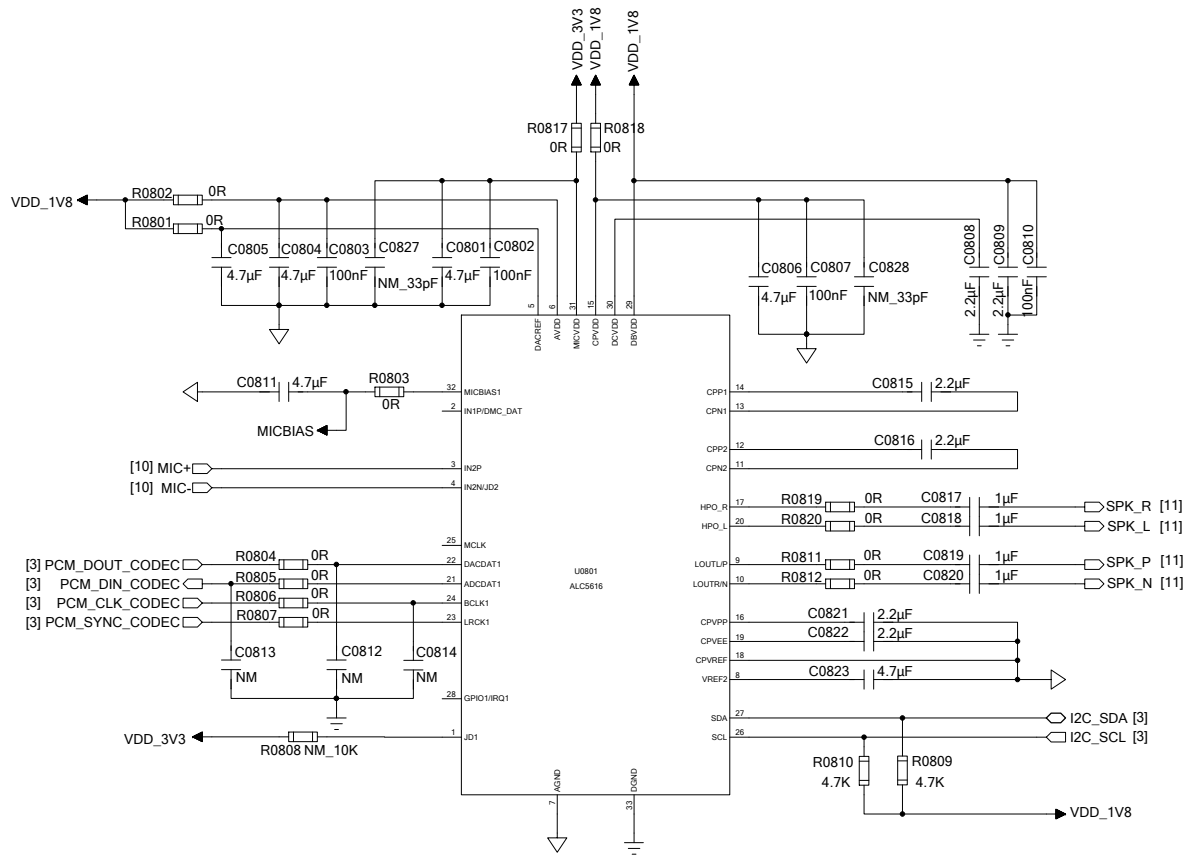 VDD_3V3
VDD_1V8
VDD_1V8
R0817
0R
R0818
0R
VDD_1V8
R0802
0R
R0801
0R
C0805
4.7µF
C0804
4.7µF
C0803
100nF
C0827
NM_33pF
C0801
4.7µF
C0802
100nF
C0806
4.7µF
C0807
100nF
C0828
NM_33pF
C0808
2.2µF
C0809
2.2µF
C0810
100nF
5
DACREF
6
AVDD
31
MICVDD
15
CPVDD
30
DCVDD
29
DBVDD
C0811
4.7µF
R0803
0R
MICBIAS
32
MICBIAS1
2
IN1P/DMC_DAT
[10] MIC+
3
IN2P
[10] MIC-
4
IN2N/JD2
25
MCLK
[3] PCM_DOUT_CODEC
R0804
0R
22
DACDAT1
[3] PCM_DIN_CODEC
R0805
0R
21
ADCDAT1
[3] PCM_CLK_CODEC
R0806
0R
24
BCLK1
[3] PCM_SYNC_CODEC
R0807
0R
23
LRCK1
C0813
NM
C0812
NM
C0814
NM
28
GPIO1/IRQ1
VDD_3V3
R0808 NM_10K
1
JD1
U0801
ALC5616
CPP1
14
C0815
2.2µF
CPN1
13
CPP2
12
C0816
2.2µF
CPN2
11
HPO_R
17
R0819
0R
C0817
1µF
SPK_R [11]
HPO_L
20
R0820
0R
C0818
1µF
SPK_L [11]
LOUTL/P
9
R0811
0R
C0819
1µF
SPK_P [11]
LOUTR/N
10
R0812
0R
C0820
1µF
SPK_N [11]
CPVPP
16
C0821
2.2µF
CPVEE
19
C0822
2.2µF
CPVREF
18
VREF2
8
C0823
4.7µF
SDA
27
I2C_SDA [3]
SCL
26
I2C_SCL [3]
R0810
4.7K
R0809
4.7K
VDD_1V8
AGND
7
DGND
33